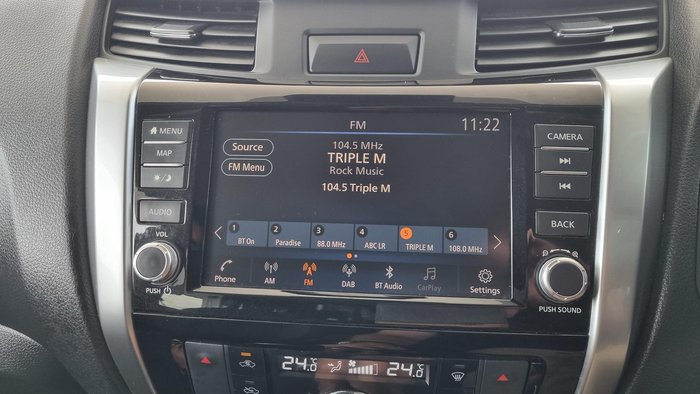 FM
11:22
MENU
MAP
AUDIO
VOL
PUSH
Source
FM Menu
104.5 MHz
TRIPLE M
Rock Music
104.5 Triple M
1 BT On
2 Paradise
3 88.0 MHz
4 ABC LR
5 TRIPLE M
6 108.0 MHz
Phone
AM
FM
DAB
BT Audio
CarPlay
Settings
CAMERA
BACK
PUSH SOUND
24.0°C
24.0°C